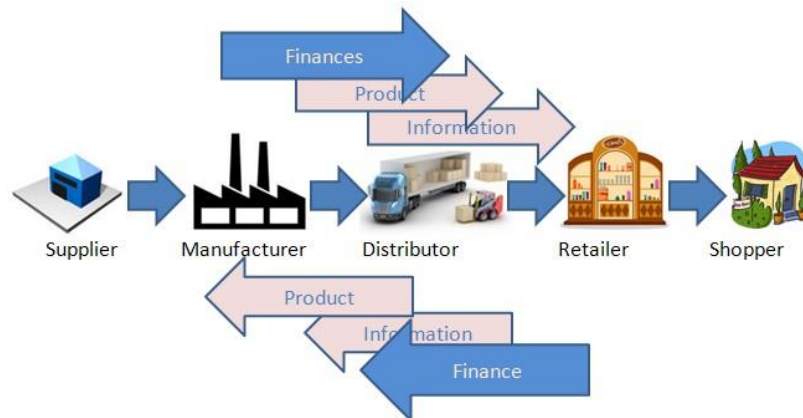 Finances
Product
Information
Supplier Manufacturer Distributor Retailer Shopper
Product
Information
Finance